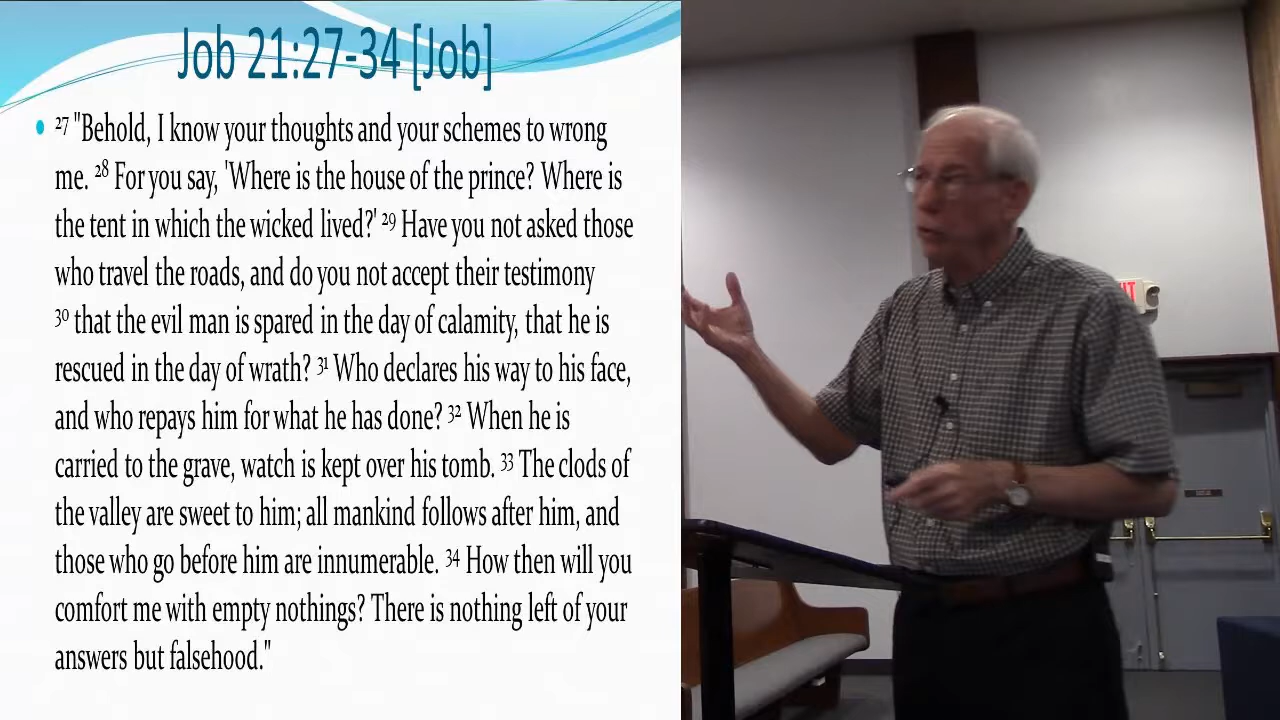 Job 21:27-34 [Job]
• ²⁷ "Behold, I know your thoughts and your schemes to wrong
me. ²⁸ For you say, 'Where is the house of the prince? Where is
the tent in which the wicked lived?' ²⁹ Have you not asked those
who travel the roads, and do you not accept their testimony
³⁰ that the evil man is spared in the day of calamity, that he is
rescued in the day of wrath? ³¹ Who declares his way to his face,
and who repays him for what he has done? ³² When he is
carried to the grave, watch is kept over his tomb. ³³ The clods of
the valley are sweet to him; all mankind follows after him, and
those who go before him are innumerable. ³⁴ How then will you
comfort me with empty nothings? There is nothing left of your
answers but falsehood."